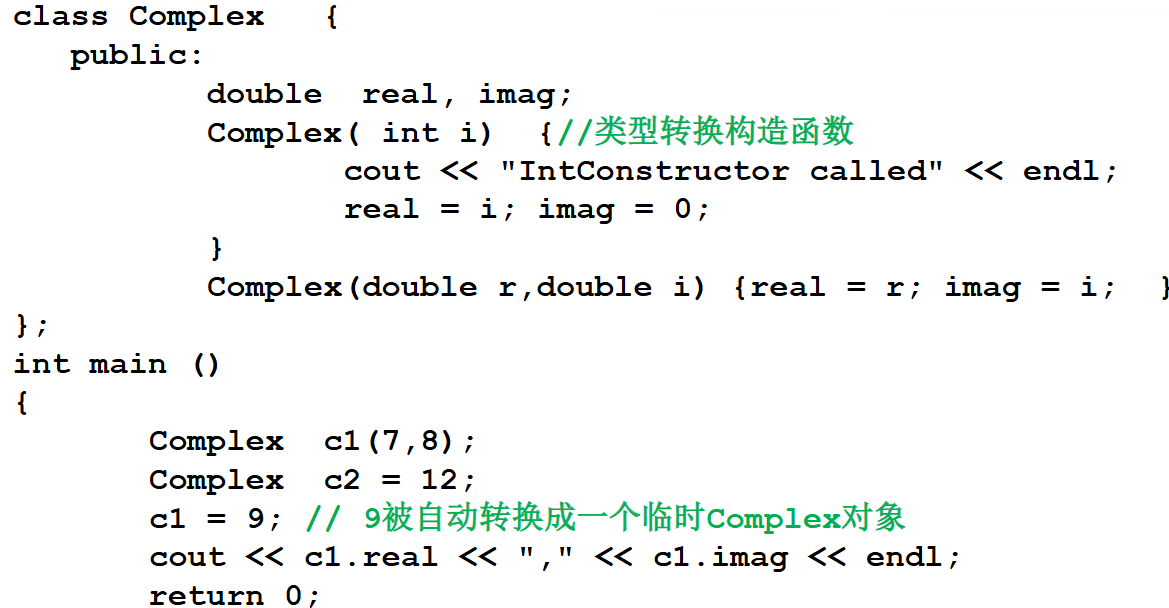 class Complex {
public:
double real, imag;
Complex( int i) {//类型转换构造函数
cout << "IntConstructor called" << endl;
real = i; imag = 0;
}
Complex(double r,double i) {real = r; imag = i; }
};
int main ()
{
Complex c1(7,8);
Complex c2 = 12;
c1 = 9; // 9被自动转换成一个临时Complex对象
cout << c1.real << "," << c1.imag << endl;
return 0;